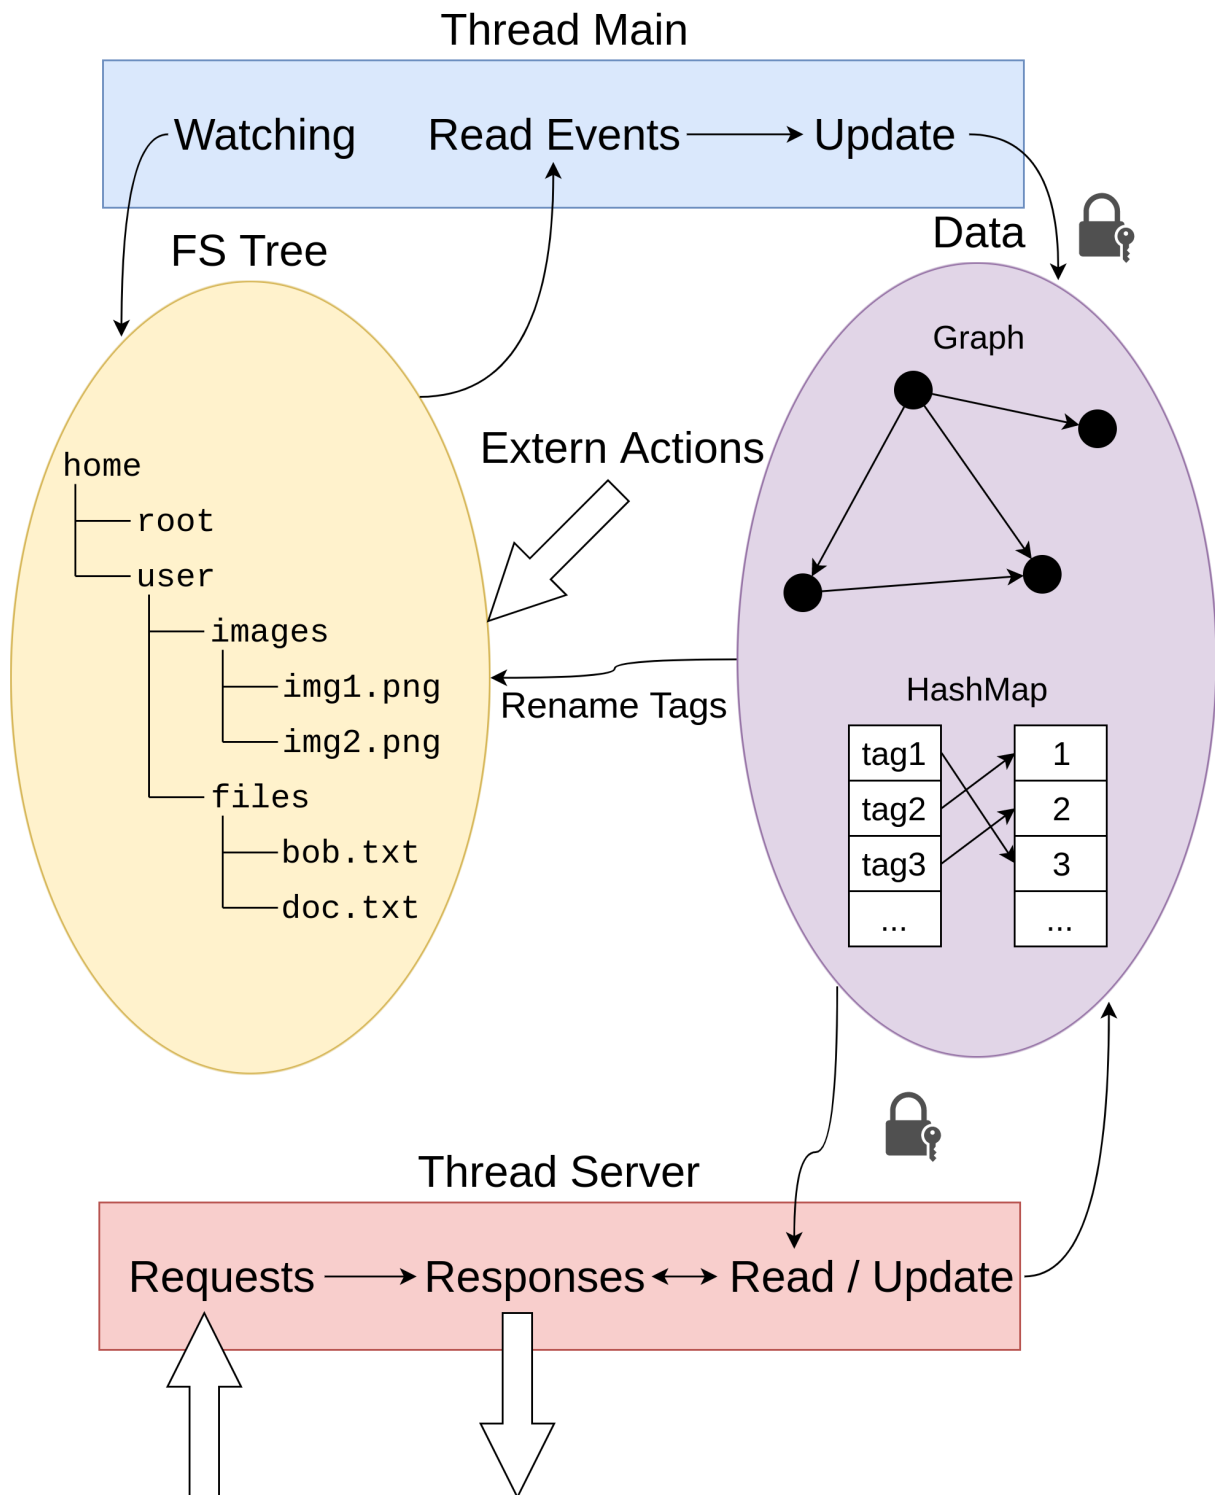 Thread Main
Watching
Read Events
Update
FS Tree
Data
home
root
user
images
img1.png
img2.png
files
bob.txt
doc.txt
Extern Actions
Rename Tags
Graph
HashMap
tag1
1
tag2
2
tag3
3
...
...
Thread Server
Requests
Responses
Read / Update